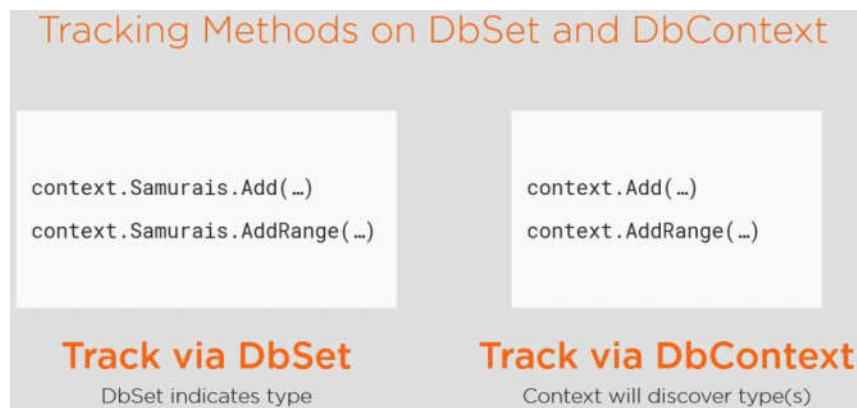 Tracking Methods on DbSet and DbContext
context.Samurais.Add(…)
context.Samurais.AddRange(…)
Track via DbSet
DbSet indicates type
context.Add(…)
context.AddRange(…)
Track via DbContext
Context will discover type(s)